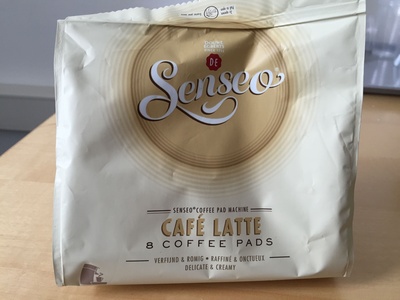 DE
Senseo®
SENSEO® COFFEE PAD MACHINE
CAFÉ LATTE
8 COFFEE PADS
VERFIJND & ROMIG • RAFFINÉ & ONCTUEUX
DELICATE & CREAMY